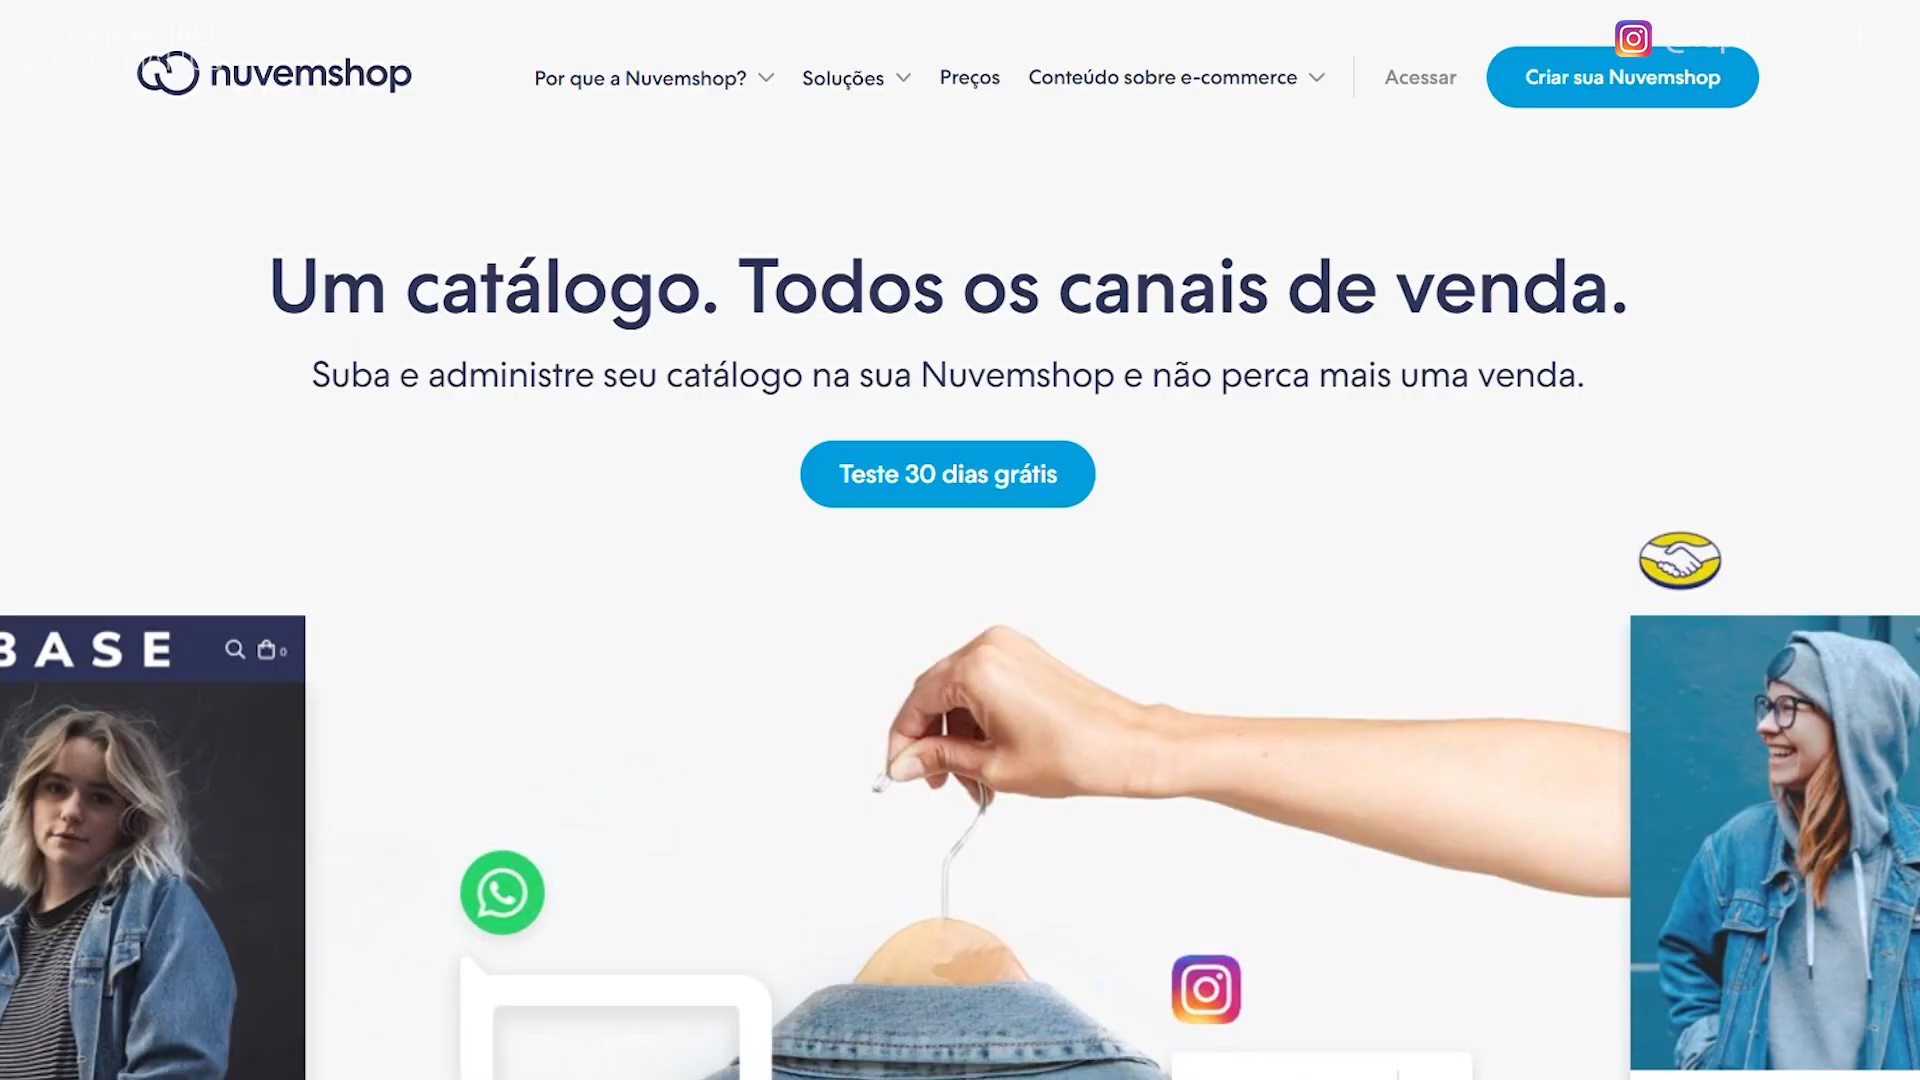 nuvemshop
Por que a Nuvemshop?
Soluções
Preços
Conteúdo sobre e-commerce
Acessar
Criar sua Nuvemshop
Um catálogo. Todos os canais de venda.
Suba e administre seu catálogo na sua Nuvemshop e não perca mais uma venda.
Teste 30 dias grátis
BASE
0